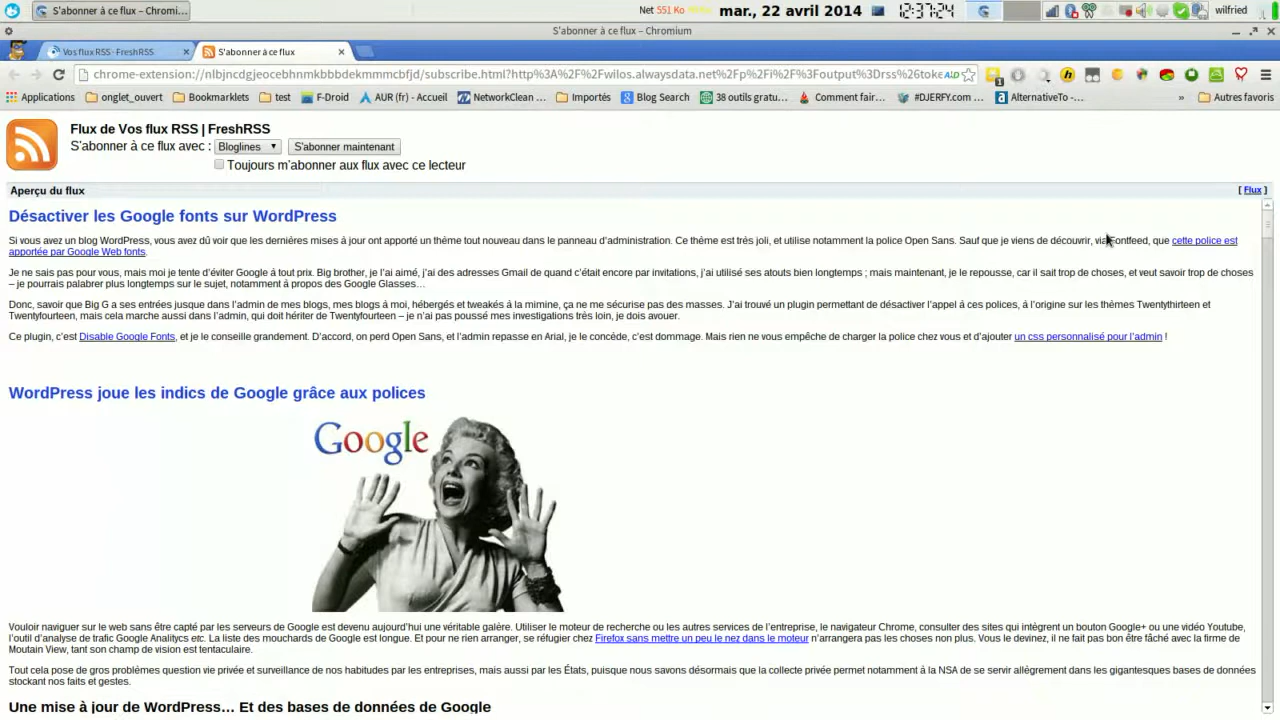 S'abonner à ce flux – Chromi...
Net 551 Ko
mar., 22 avril 2014
12:37:24
wilfried
S'abonner à ce flux – Chromium
Vos flux RSS · FreshRSS
S'abonner à ce flux
chrome-extension://nlbjncdgjeocebhnmkbbbdekmmmcbfjd/subscribe.html?http%3A%2F%2Fwilos.alwaysdata.net%2Fp%2Fi%2F%3Foutput%3Drss%26toke
Applications
onglet_ouvert
Bookmarklets
test
F-Droid
AUR (fr) - Accueil
NetworkClean ...
Importés
Blog Search
38 outils gratu...
Comment fair...
#DJERFY.com ...
AlternativeTo -...
»
Autres favoris
Flux de Vos flux RSS | FreshRSS
S'abonner à ce flux avec : Bloglines S'abonner maintenant
Toujours m'abonner aux flux avec ce lecteur
Aperçu du flux
[ Flux ]
Désactiver les Google fonts sur WordPress
Si vous avez un blog WordPress, vous avez dû voir que les dernières mises à jour ont apporté un thème tout nouveau dans le panneau d'administration. Ce thème est très joli, et utilise notamment la police Open Sans. Sauf que je viens de découvrir, via Fontfeed, que cette police est
apportée par Google Web fonts.
Je ne sais pas pour vous, mais moi je tente d'éviter Google à tout prix. Big brother, je l'ai aimé, j'ai des adresses Gmail de quand c'était encore par invitations, j'ai utilisé ses atouts bien longtemps ; mais maintenant, je le repousse, car il sait trop de choses, et veut savoir trop de choses
– je pourrais palabrer plus longtemps sur le sujet, notamment à propos des Google Glasses…
Donc, savoir que Big G a ses entrées jusque dans l'admin de mes blogs, mes blogs à moi, hébergés et tweakés à la mimine, ça ne me sécurise pas des masses. J'ai trouvé un plugin permettant de désactiver l'appel à ces polices, à l'origine sur les thèmes Twentythirteen et
Twentyfourteen, mais cela marche aussi dans l'admin, qui doit hériter de Twentyfourteen – je n'ai pas poussé mes investigations très loin, je dois avouer.
Ce plugin, c'est Disable Google Fonts, et je le conseille grandement. D'accord, on perd Open Sans, et l'admin repasse en Arial, je le concède, c'est dommage. Mais rien ne vous empêche de charger la police chez vous et d'ajouter un css personnalisé pour l'admin !
WordPress joue les indics de Google grâce aux polices
Google
Vouloir naviguer sur le web sans être capté par les serveurs de Google est devenu aujourd'hui une véritable galère. Utiliser le moteur de recherche ou les autres services de l'entreprise, le navigateur Chrome, consulter des sites qui intègrent un bouton Google+ ou une vidéo Youtube,
l'outil d'analyse de trafic Google Analitycs etc. La liste des mouchards de Google est longue. Et pour ne rien arranger, se réfugier chez Firefox sans mettre un peu le nez dans le moteur n'arrangera pas les choses non plus. Vous le devinez, il ne fait pas bon être fâché avec la firme de
Moutain View, tant son champ de vision est tentaculaire.
Tout cela pose de gros problèmes question vie privée et surveillance de nos habitudes par les entreprises, mais aussi par les États, puisque nous savons désormais que la collecte privée permet notamment à la NSA de se servir allègrement dans les gigantesques bases de données
stockant nos faits et gestes.
Une mise à jour de WordPress… Et des bases de données de Google